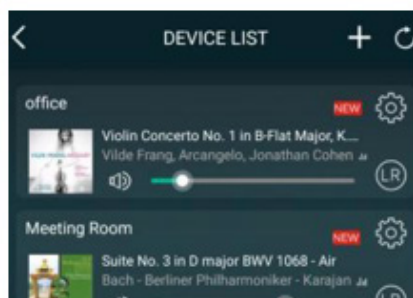 DEVICE LIST
office
NEW
Violin Concerto No. 1 in B-Flat Major, K...
Vilde Frang, Arcangelo, Jonathan Cohen
LR
Meeting Room
NEW
Suite No. 3 in D major BWV 1068 - Air
Bach - Berliner Philharmoniker - Karajan
LR